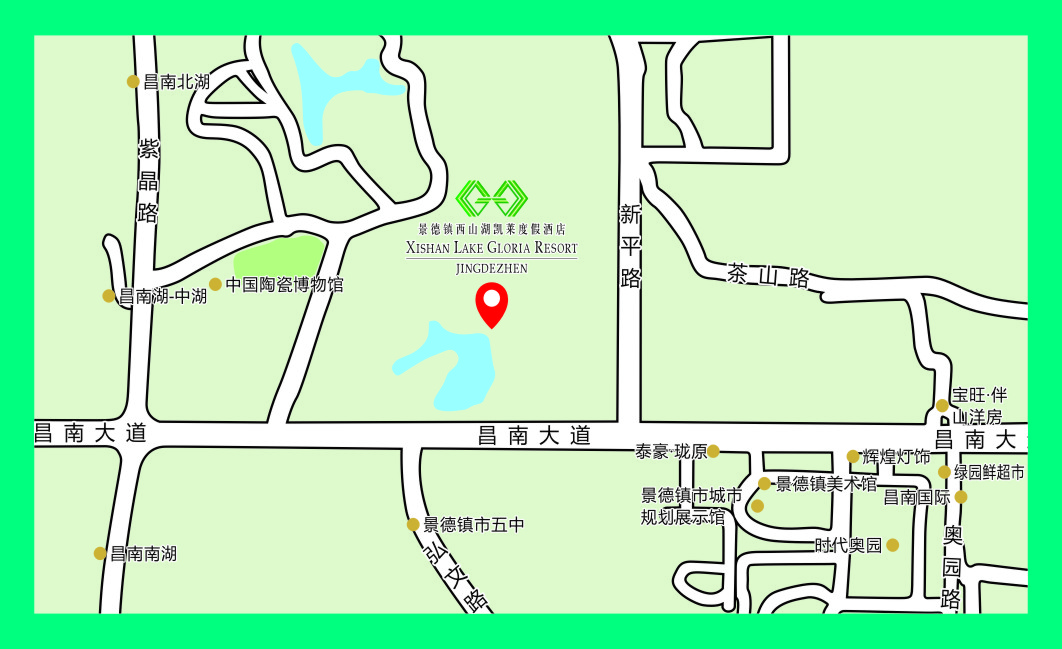 昌南北湖
紫晶路
新平路
景德镇西山湖凯莱度假酒店
XISHAN LAKE GLORIA RESORT
JINGDEZHEN
茶山路
中国陶瓷博物馆
昌南湖-中湖
宝旺·伴
山洋房
昌南大道
昌南大道
昌南大
泰豪·珑原
辉煌灯饰
绿园鲜超市
景德镇美术馆
景德镇市城市
规划展示馆
昌南国际
景德镇市五中
时代奥园
昌南南湖
弘文路
奥园路